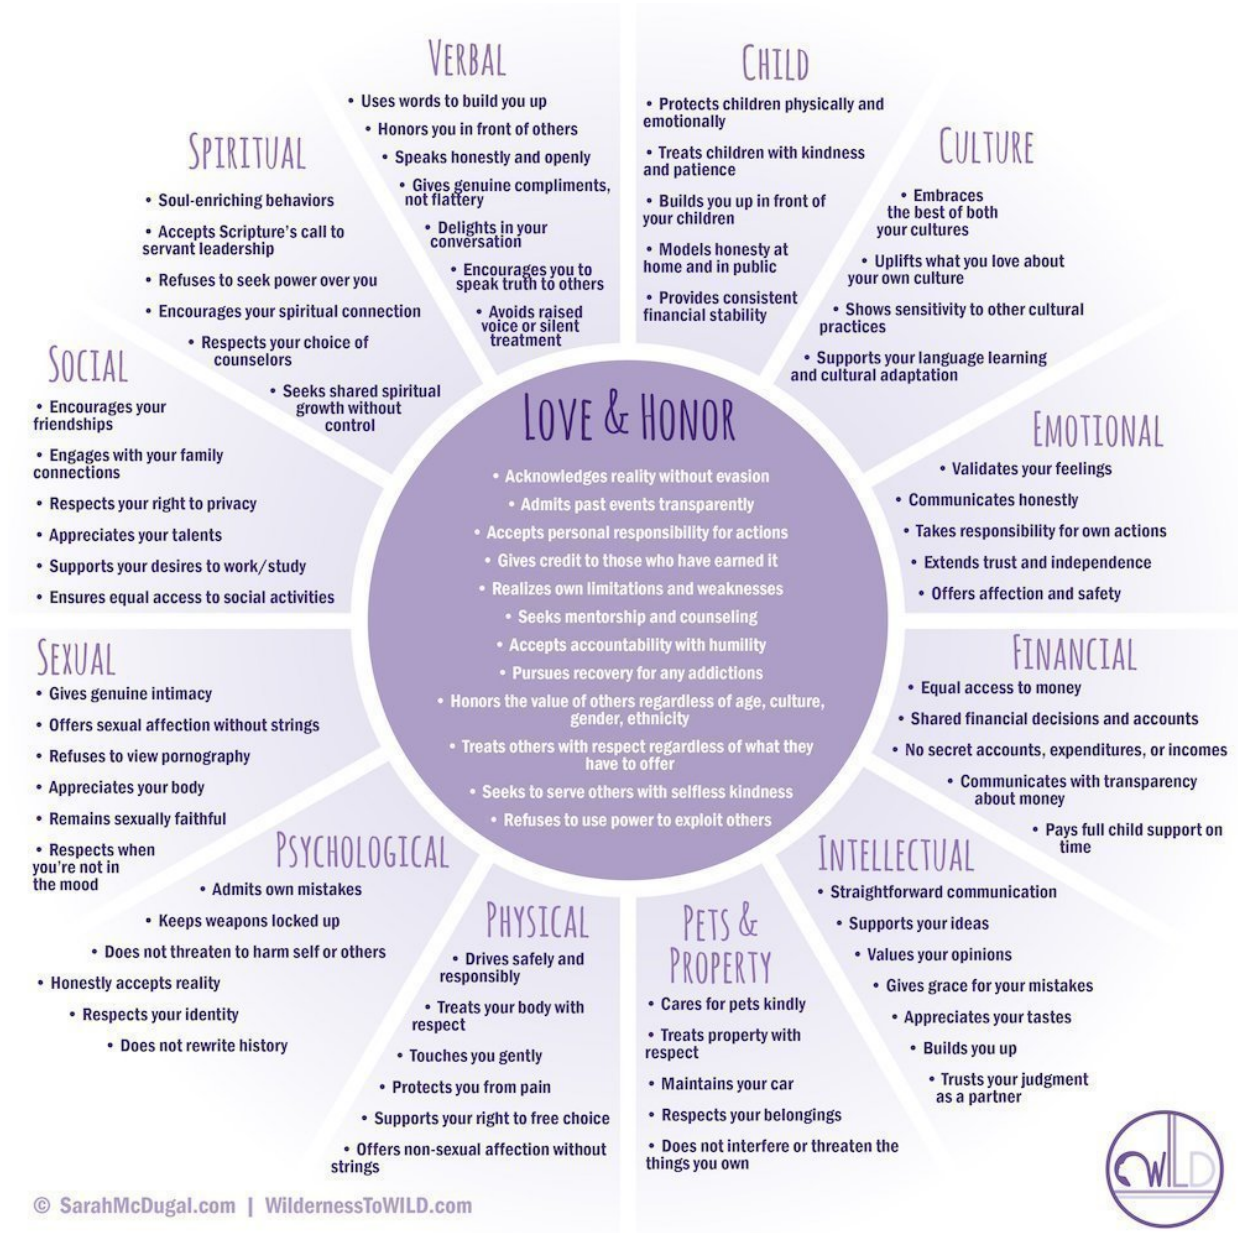 VERBAL
• Uses words to build you up
• Honors you in front of others
• Speaks honestly and openly
• Gives genuine compliments,
not flattery
• Delights in your
conversation
• Encourages you to
speak truth to others
• Avoids raised
voice or silent
treatment
CHILD
• Protects children physically and
emotionally
• Treats children with kindness
and patience
• Builds you up in front of
your children
• Models honesty at
home and in public
• Provides consistent
financial stability
CULTURE
• Embraces
the best of both
your cultures
• Uplifts what you love about
your own culture
• Shows sensitivity to other cultural
practices
• Supports your language learning
and cultural adaptation
EMOTIONAL
• Validates your feelings
• Communicates honestly
• Takes responsibility for own actions
• Extends trust and independence
• Offers affection and safety
FINANCIAL
• Equal access to money
• Shared financial decisions and accounts
• No secret accounts, expenditures, or incomes
• Communicates with transparency
about money
• Pays full child support on
time
INTELLECTUAL
• Straightforward communication
• Supports your ideas
• Values your opinions
• Gives grace for your mistakes
• Appreciates your tastes
• Builds you up
• Trusts your judgment
as a partner
PETS &
PROPERTY
• Cares for pets kindly
• Treats property with
respect
• Maintains your car
• Respects your belongings
• Does not interfere or threaten the
things you own
PHYSICAL
• Drives safely and
responsibly
• Treats your body with
respect
• Touches you gently
• Protects you from pain
• Supports your right to free choice
• Offers non-sexual affection without
strings
PSYCHOLOGICAL
• Admits own mistakes
• Keeps weapons locked up
• Does not threaten to harm self or others
• Honestly accepts reality
• Respects your identity
• Does not rewrite history
SEXUAL
• Gives genuine intimacy
• Offers sexual affection without strings
• Refuses to view pornography
• Appreciates your body
• Remains sexually faithful
• Respects when
you're not in
the mood
SOCIAL
• Encourages your
friendships
• Engages with your family
connections
• Respects your right to privacy
• Appreciates your talents
• Supports your desires to work/study
• Ensures equal access to social activities
SPIRITUAL
• Soul-enriching behaviors
• Accepts Scripture's call to
servant leadership
• Refuses to seek power over you
• Encourages your spiritual connection
• Respects your choice of
counselors
• Seeks shared spiritual
growth without
control
LOVE & HONOR
• Acknowledges reality without evasion
• Admits past events transparently
• Accepts personal responsibility for actions
• Gives credit to those who have earned it
• Realizes own limitations and weaknesses
• Seeks mentorship and counseling
• Accepts accountability with humility
• Pursues recovery for any addictions
• Honors the value of others regardless of age, culture,
gender, ethnicity
• Treats others with respect regardless of what they
have to offer
• Seeks to serve others with selfless kindness
• Refuses to use power to exploit others
© SarahMcDugal.com | WildernessToWILD.com
WILD